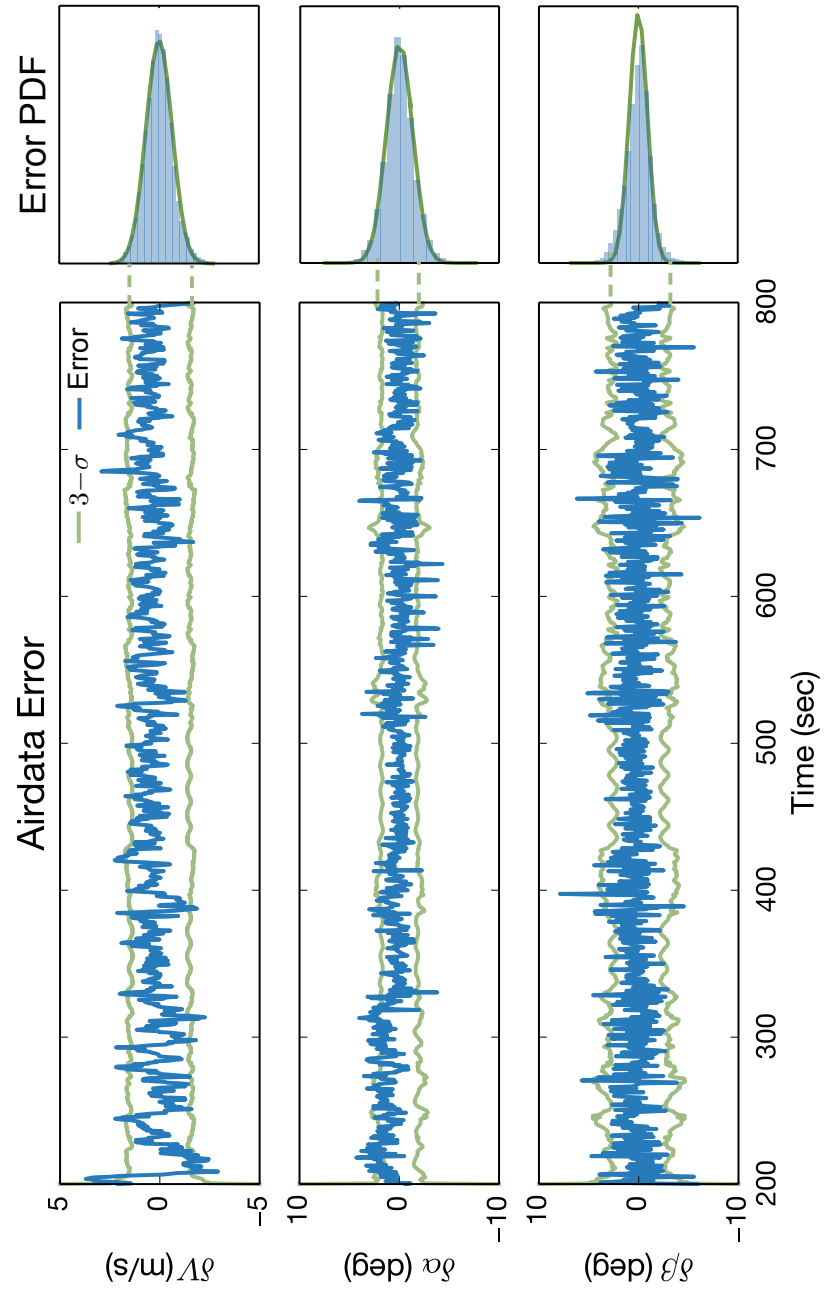 Airdata Error
Error PDF
3−σ Error
δV (m/s)
5
0
−5
δα (deg)
10
0
−10
δβ (deg)
10
0
−10
200 300 400 500 600 700 800
Time (sec)